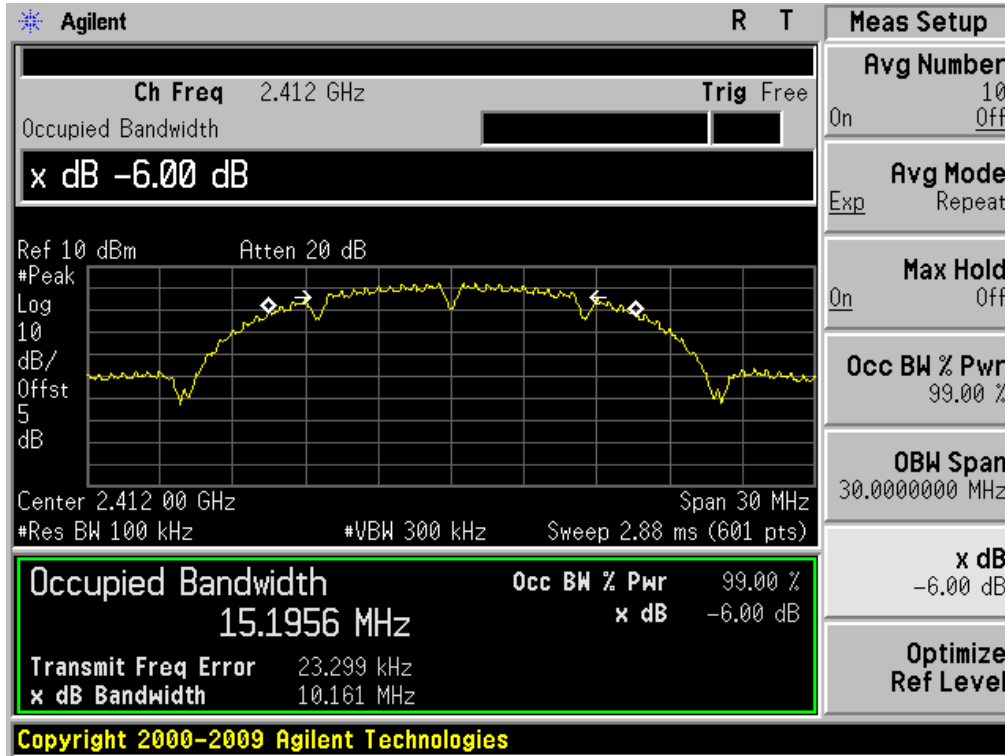 Agilent R T
Meas Setup
Ch Freq 2.412 GHz Trig Free
Occupied Bandwidth
x dB -6.00 dB
Ref 10 dBm Atten 20 dB
#Peak
Log
10
dB/
Offst
5
dB
Center 2.412 00 GHz Span 30 MHz
#Res BW 100 kHz #VBW 300 kHz Sweep 2.88 ms (601 pts)
Occupied Bandwidth
15.1956 MHz
Occ BW % Pwr 99.00 %
x dB -6.00 dB
Transmit Freq Error 23.299 kHz
x dB Bandwidth 10.161 MHz
Copyright 2000-2009 Agilent Technologies
Avg Number
10
On Off
Avg Mode
Exp Repeat
Max Hold
On Off
Occ BW % Pwr
99.00 %
OBW Span
30.0000000 MHz
x dB
-6.00 dB
Optimize
Ref Level